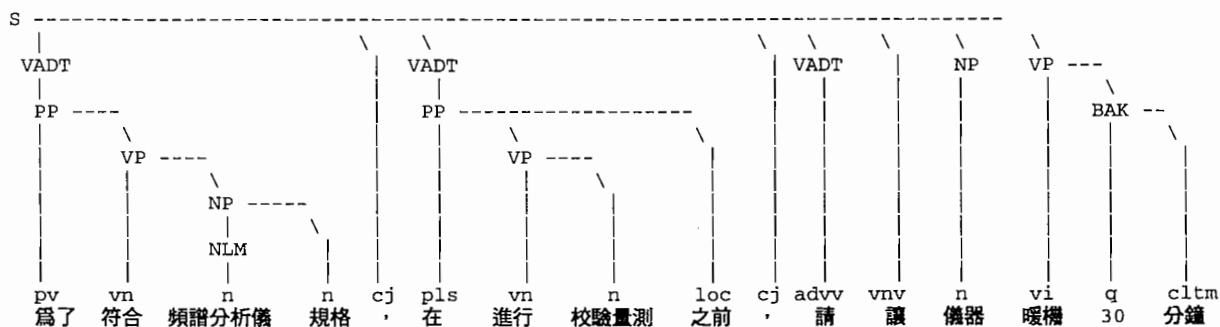 S
VADT VADT VADT NP VP
PP PP BAK
VP VP
NP
NLM
pv vn n n cj pls vn n loc cj advv vnv n vi q cltm
為了 符合 頻譜分析儀 規格 , 在 進行 校驗量測 之前 , 請 讓 儀器 暖機 30 分鐘